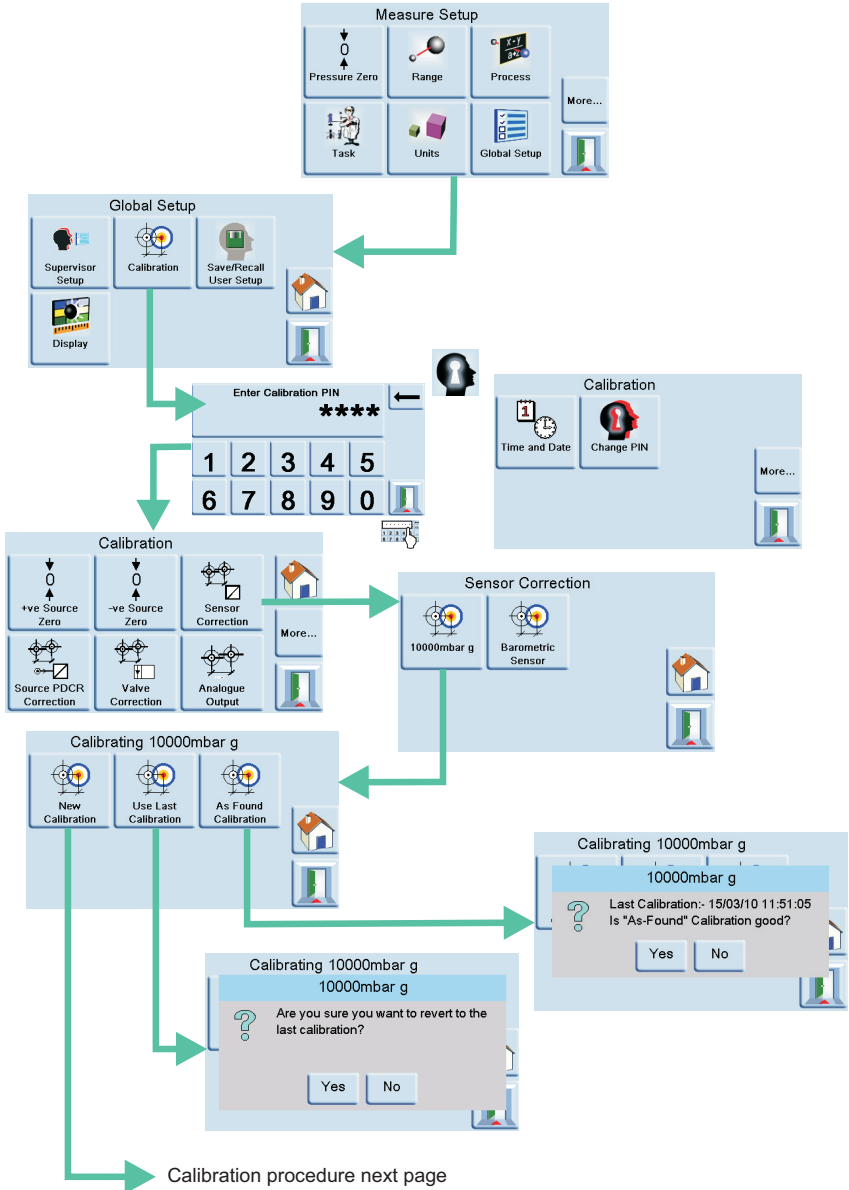 Measure Setup
0
Pressure Zero
Range
X-Y
a+z
Process
More...
Task
Units
Global Setup
Global Setup
Supervisor
Setup
Calibration
Save/Recall
User Setup
Display
Enter Calibration PIN
****
1 2 3 4 5
6 7 8 9 0
Calibration
1
Time and Date
Change PIN
More...
Calibration
0
+ve Source
Zero
0
-ve Source
Zero
Sensor
Correction
More...
Source PDCR
Correction
Valve
Correction
Analogue
Output
Sensor Correction
10000mbar g
Barometric
Sensor
Calibrating 10000mbar g
New
Calibration
Use Last
Calibration
As Found
Calibration
Calibrating 10000mbar g
10000mbar g
Last Calibration:- 15/03/10 11:51:05
Is "As-Found" Calibration good?
Yes No
Calibrating 10000mbar g
10000mbar g
Are you sure you want to revert to the
last calibration?
Yes No
Calibration procedure next page